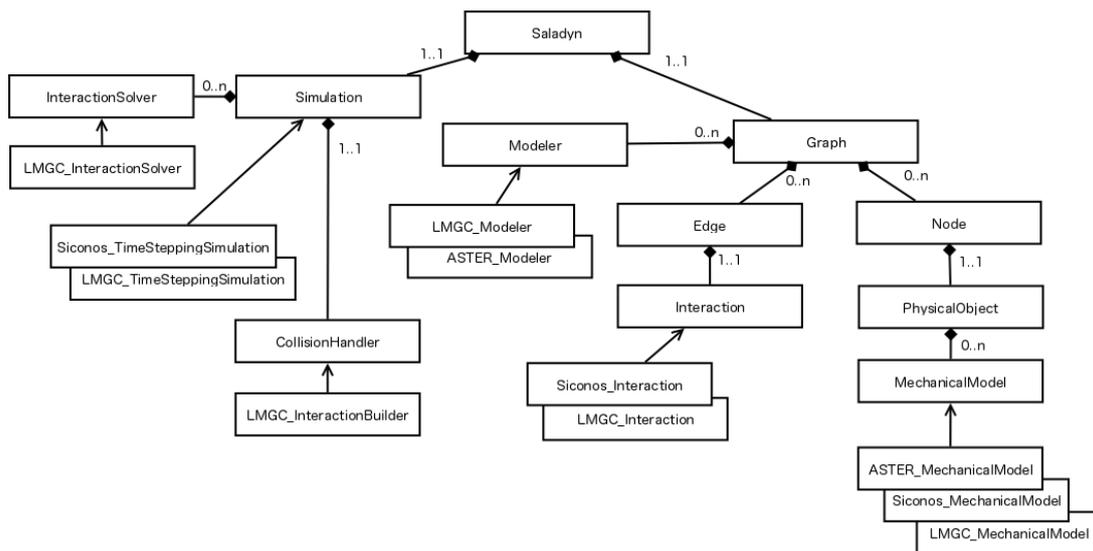 Saladyn
1..1
1..1
InteractionSolver
0..n
Simulation
LMGC_InteractionSolver
1..1
Modeler
0..n
Graph
0..n
0..n
Siconos_TimeSteppingSimulation
LMGC_TimeSteppingSimulation
LMGC_Modeler
ASTER_Modeler
Edge
Node
1..1
1..1
Interaction
PhysicalObject
CollisionHandler
0..n
Siconos_Interaction
LMGC_Interaction
MechanicalModel
LMGC_InteractionBuilder
ASTER_MechanicalModel
Siconos_MechanicalModel
LMGC_MechanicalModel